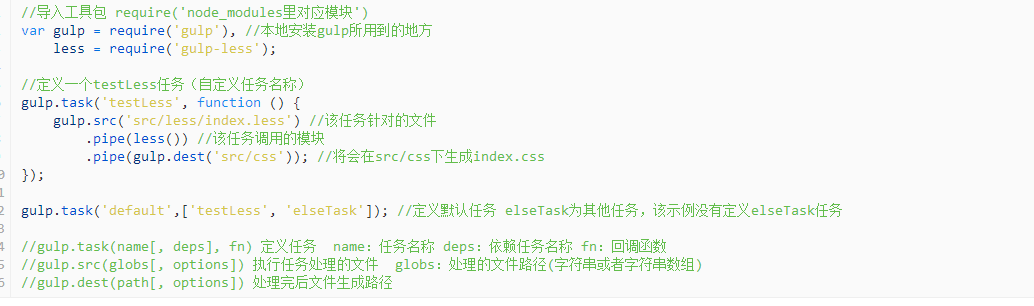 //导入工具包 require('node_modules里对应模块')
var gulp = require('gulp'), //本地安装gulp所用到的地方
    less = require('gulp-less');
//定义一个testLess任务（自定义任务名称）
gulp.task('testLess', function () {
    gulp.src('src/less/index.less') //该任务针对的文件
        .pipe(less()) //该任务调用的模块
        .pipe(gulp.dest('src/css')); //将会在src/css下生成index.css
0 });
2 gulp.task('default',['testLess', 'elseTask']); //定义默认任务 elseTask为其他任务，该示例没有定义elseTask任务
3
4 //gulp.task(name[, deps], fn) 定义任务  name：任务名称 deps：依赖任务名称 fn：回调函数
5 //gulp.src(globs[, options]) 执行任务处理的文件  globs：处理的文件路径(字符串或者字符串数组)
6 //gulp.dest(path[, options]) 处理完后文件生成路径